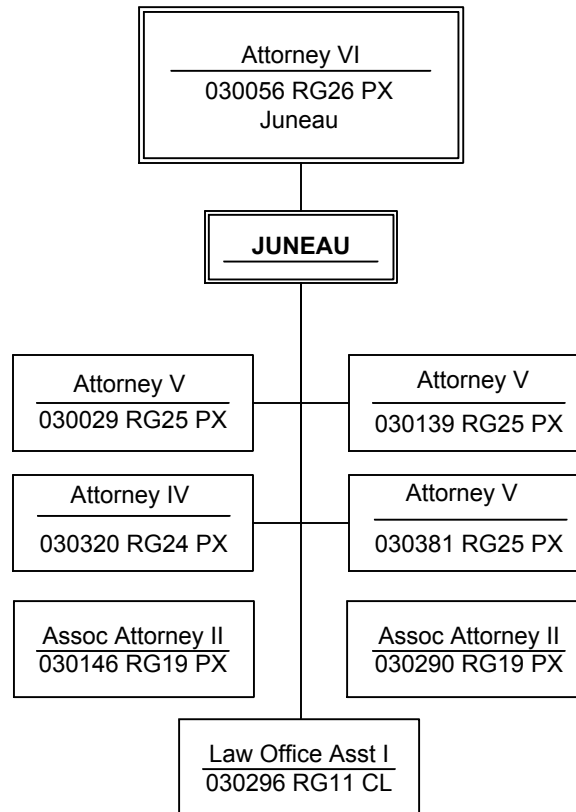 Attorney VI
030056 RG26 PX
Juneau
JUNEAU
Attorney V
030029 RG25 PX
Attorney V
030139 RG25 PX
Attorney IV
030320 RG24 PX
Attorney V
030381 RG25 PX
Assoc Attorney II
030146 RG19 PX
Assoc Attorney II
030290 RG19 PX
Law Office Asst I
030296 RG11 CL